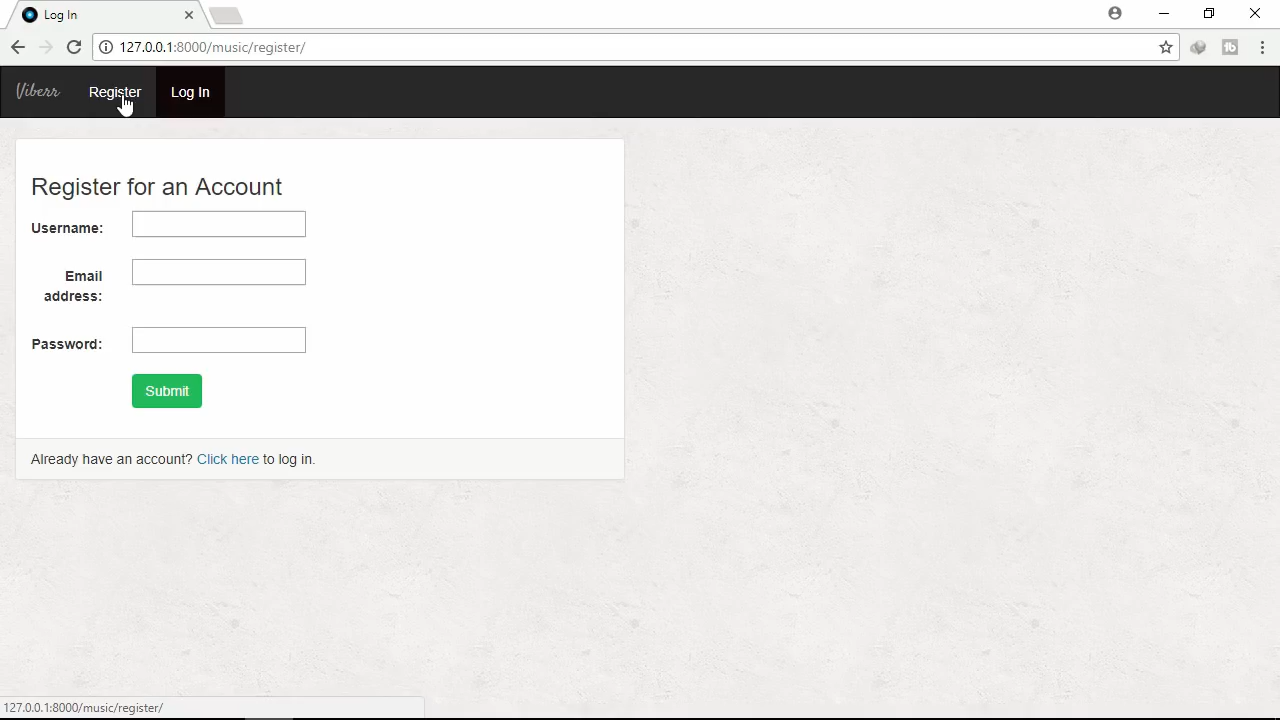 Log In
127.0.0.1:8000/music/register/
Viberr Register Log In
Register for an Account
Username:
Email
address:
Password:
Submit
Already have an account? Click here to log in.
127.0.0.1:8000/music/register/